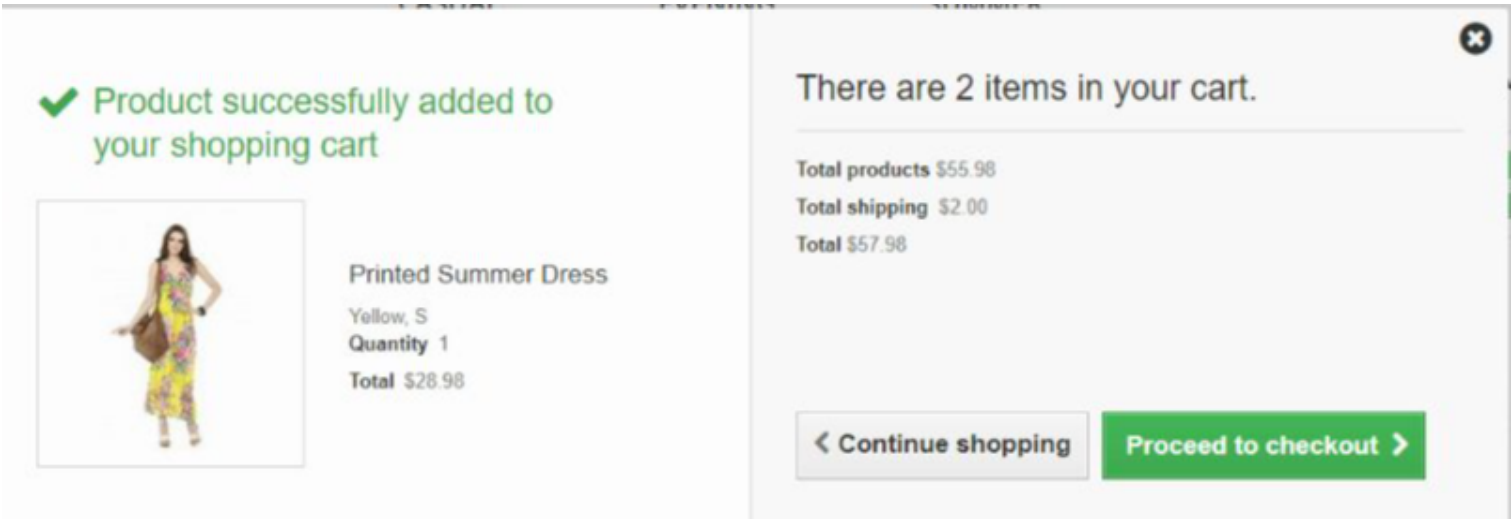 Product successfully added to
your shopping cart
Printed Summer Dress
Yellow, S
Quantity 1
Total $28.98
There are 2 items in your cart.
Total products $55.98
Total shipping $2.00
Total $57.98
Continue shopping
Proceed to checkout